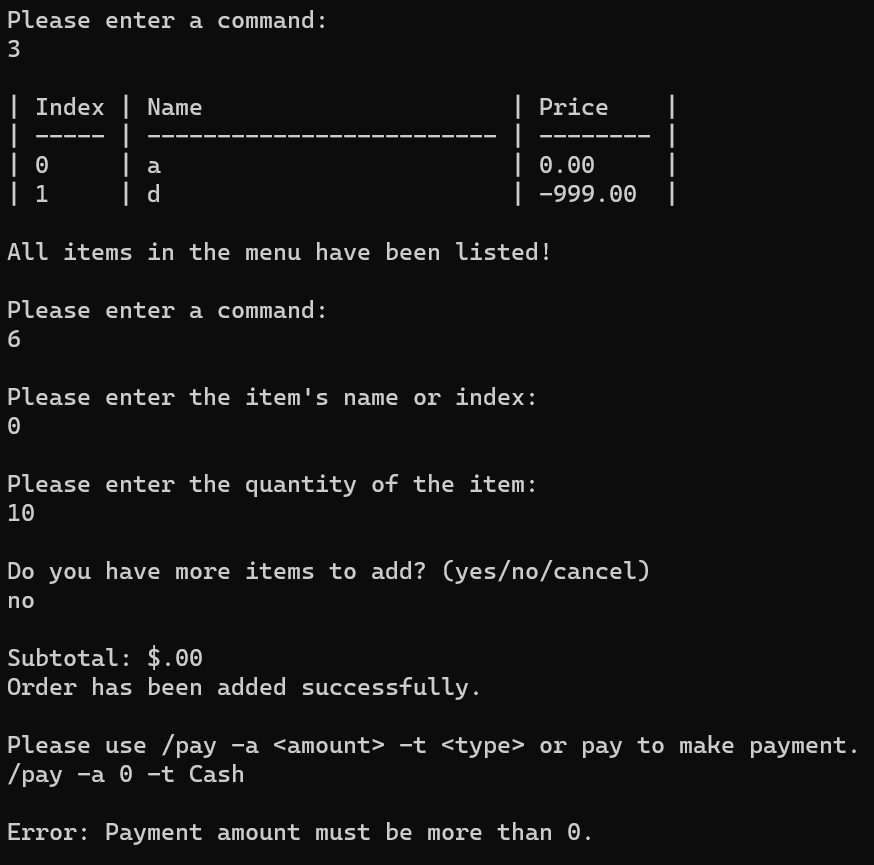 Please enter a command:
3
| Index | Name                      | Price    |
| ----- | ------------------------- | -------- |
| 0     | a                         | 0.00     |
| 1     | d                         | -999.00  |
All items in the menu have been listed!
Please enter a command:
6
Please enter the item's name or index:
0
Please enter the quantity of the item:
10
Do you have more items to add? (yes/no/cancel)
no
Subtotal: $.00
Order has been added successfully.
Please use /pay -a <amount> -t <type> or pay to make payment.
/pay -a 0 -t Cash
Error: Payment amount must be more than 0.